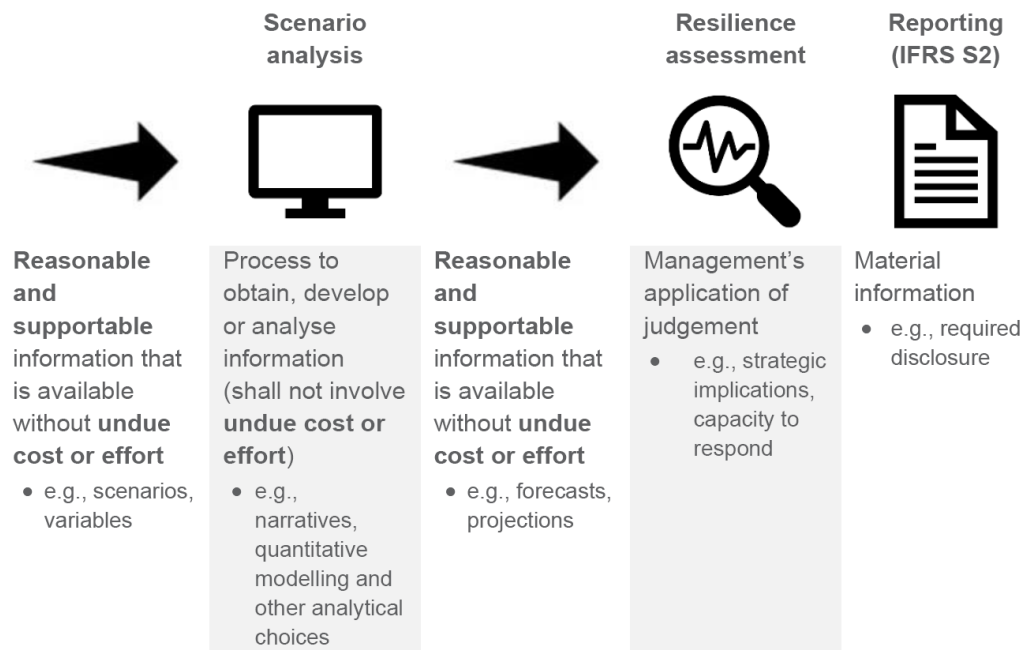 Scenario
analysis
Resilience
assessment
Reporting
(IFRS S2)
Reasonable
and
supportable
information that
is available
without undue
cost or effort
• e.g., scenarios,
variables
Process to
obtain, develop
or analyse
information
(shall not involve
undue cost or
effort)
• e.g.,
narratives,
quantitative
modelling and
other analytical
choices
Reasonable
and
supportable
information that
is available
without undue
cost or effort
• e.g., forecasts,
projections
Management's
application of
judgement
• e.g., strategic
implications,
capacity to
respond
Material
information
• e.g., required
disclosure